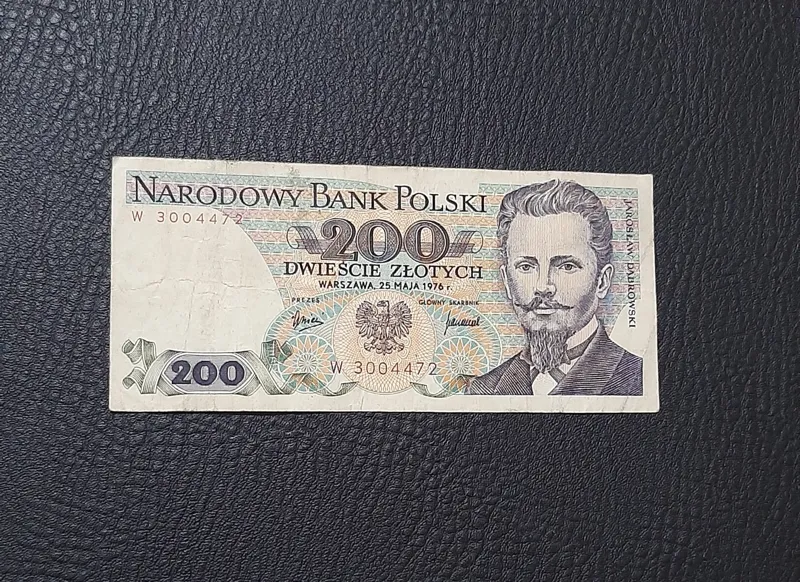 NARODOWY BANK POLSKI
W 3004472
200
DWIEŚCIE ZŁOTYCH
WARSZAWA, 25 MAJA 1976 r.
PREZES
GŁÓWNY SKARBNIK
W 3004472
200
JAROSŁAW DĄBROWSKI